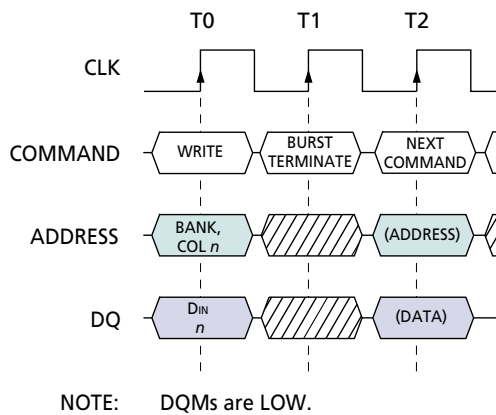 T0 T1 T2
CLK
COMMAND WRITE BURST TERMINATE NEXT COMMAND
ADDRESS BANK, COL n (ADDRESS)
DQ DIN n (DATA)
NOTE: DQMs are LOW.